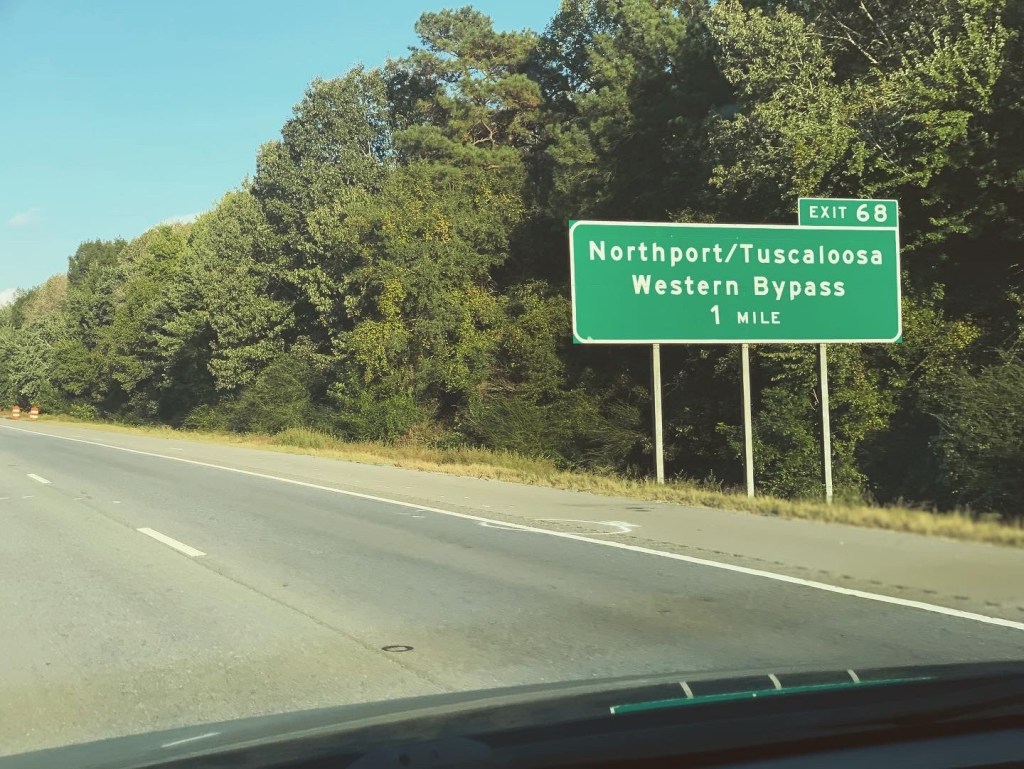 EXIT 68
Northport/Tuscaloosa
Western Bypass
1 MILE